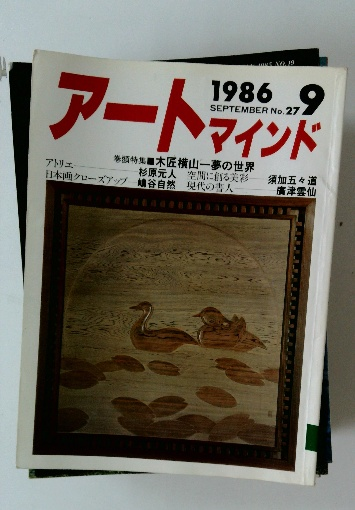 1985 NO.19
アートマインド
1986 9
SEPTEMBER No.27
巻頭特集■木匠横山一夢の世界
アトリエ――杉原元人 空間に創る美彩――須加五々道
日本画クローズアップ 嶋谷自然 現代の書人――廣津雲仙